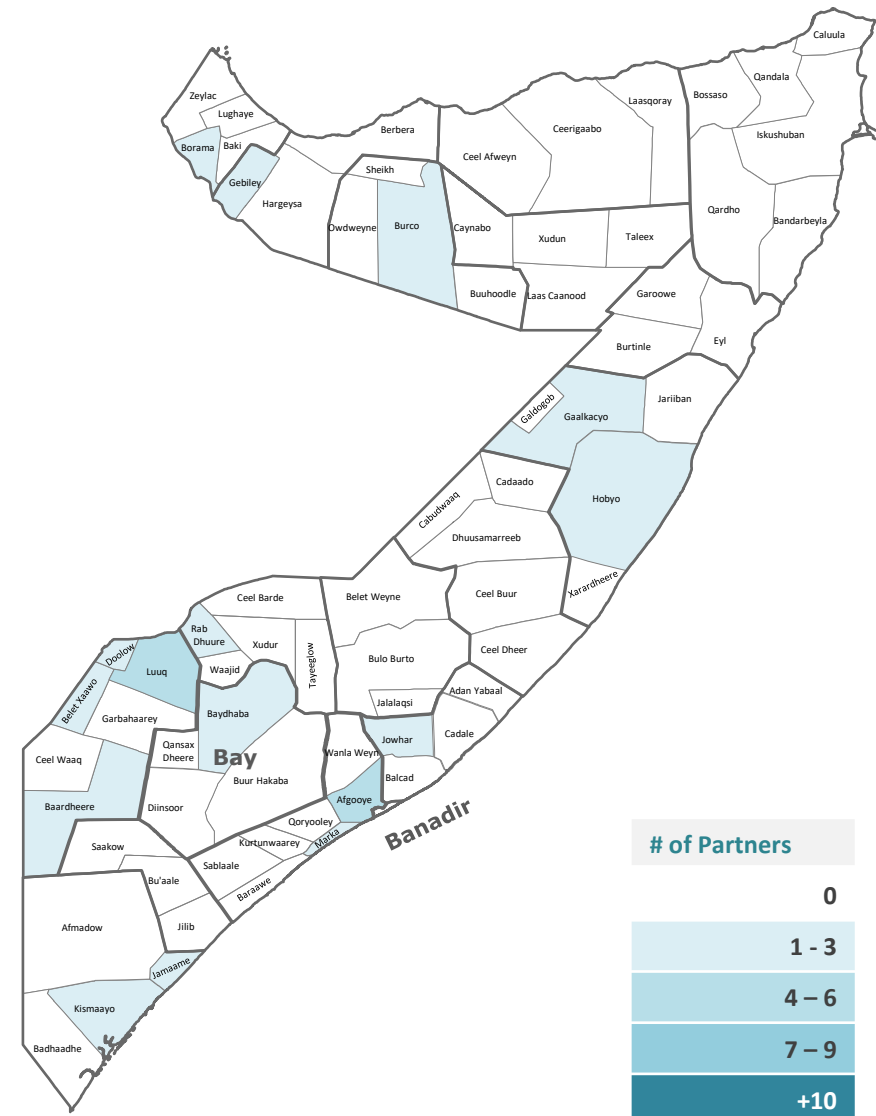 Caluula
Qandala
Bossaso
Laasqoray
Zeylac
Lughaye
Ceerigaabo
Berbera
Iskushuban
Borama
Baki
Ceel Afweyn
Sheikh
Gebiley
Hargeysa
Qardho
Bandarbeyla
Owdweyne
Burco
Caynabo
Xudun
Taleex
Buuhoodle
Laas Caanood
Garoowe
Burtinle
Eyl
Jariiban
Galdogob
Gaalkacyo
Cadaado
Hobyo
Cabudwaaq
Dhuusamarreeb
Xarardheere
Ceel Barde
Belet Weyne
Ceel Buur
Rab
Dhuure
Xudur
Tayeeglow
Bulo Burto
Ceel Dheer
Doolow
Luuq
Waajid
Belet Xaawo
Jalalaqsi
Adan Yabaal
Garbahaarey
Baydhaba
Jowhar
Cadale
Qansax
Dheere
Bay
Wanla Weyn
Ceel Waaq
Buur Hakaba
Balcad
Baardheere
Diinsoor
Afgooye
Banadir
Qoryooley
Marka
Kurtunwaarey
Saakow
Sablaale
Bu'aale
Baraawe
Afmadow
Jilib
Jamaame
Kismaayo
Badhaadhe
# of Partners
0
1 - 3
4 – 6
7 – 9
+10